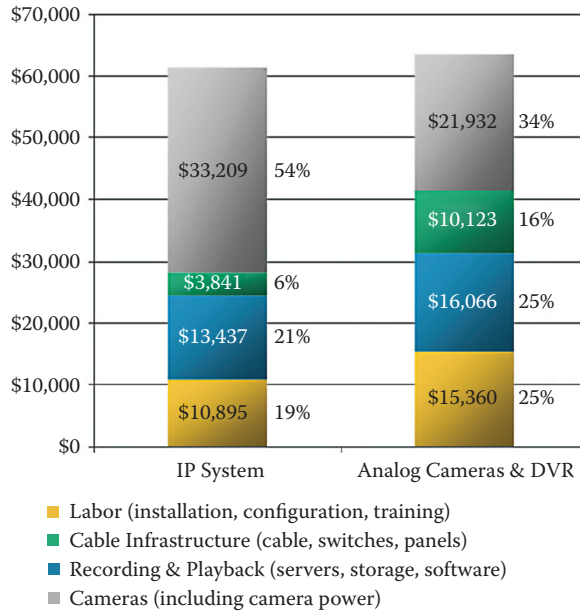 $70,000
$60,000
$50,000
$40,000
$30,000
$20,000
$10,000
$0
$33,209 54%
$3,841 6%
$13,437 21%
$10,895 19%
$21,932 34%
$10,123 16%
$16,066 25%
$15,360 25%
IP System
Analog Cameras & DVR
Labor (installation, configuration, training)
Cable Infrastructure (cable, switches, panels)
Recording & Playback (servers, storage, software)
Cameras (including camera power)